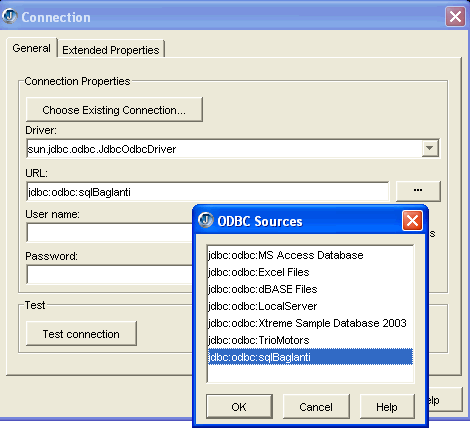 Connection
General
Extended Properties
Connection Properties
Choose Existing Connection...
Driver:
sun.jdbc.odbc.JdbcOdbcDriver
URL:
jdbc:odbc:sqlBaglanti
...
User name:
Password:
Test
Test connection
ODBC Sources
jdbc:odbc:MS Access Database
jdbc:odbc:Excel Files
jdbc:odbc:dBASE Files
jdbc:odbc:LocalServer
jdbc:odbc:Xtreme Sample Database 2003
jdbc:odbc:TrioMotors
jdbc:odbc:sqlBaglanti
OK
Cancel
Help